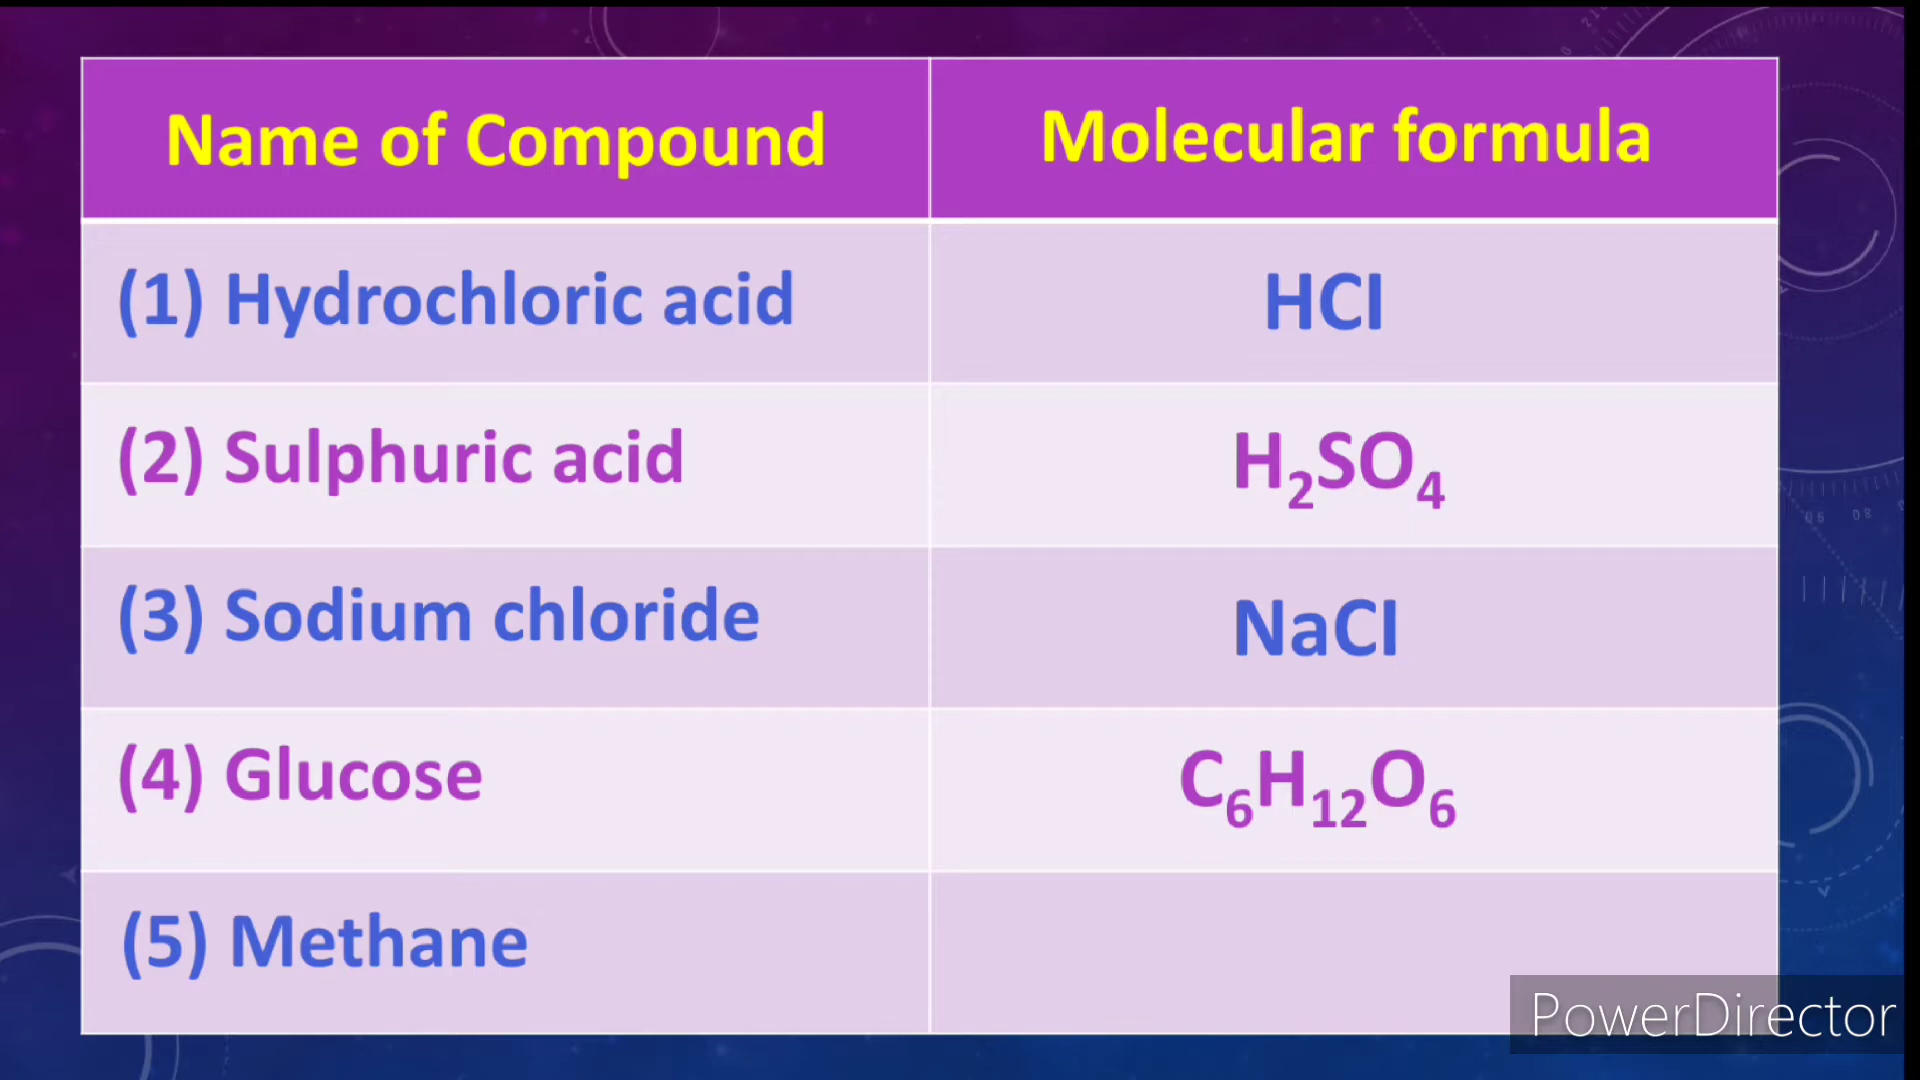 Name of Compound Molecular formula
(1) Hydrochloric acid HCl
(2) Sulphuric acid H₂SO₄
(3) Sodium chloride NaCl
(4) Glucose C₆H₁₂O₆
(5) Methane
PowerDirector